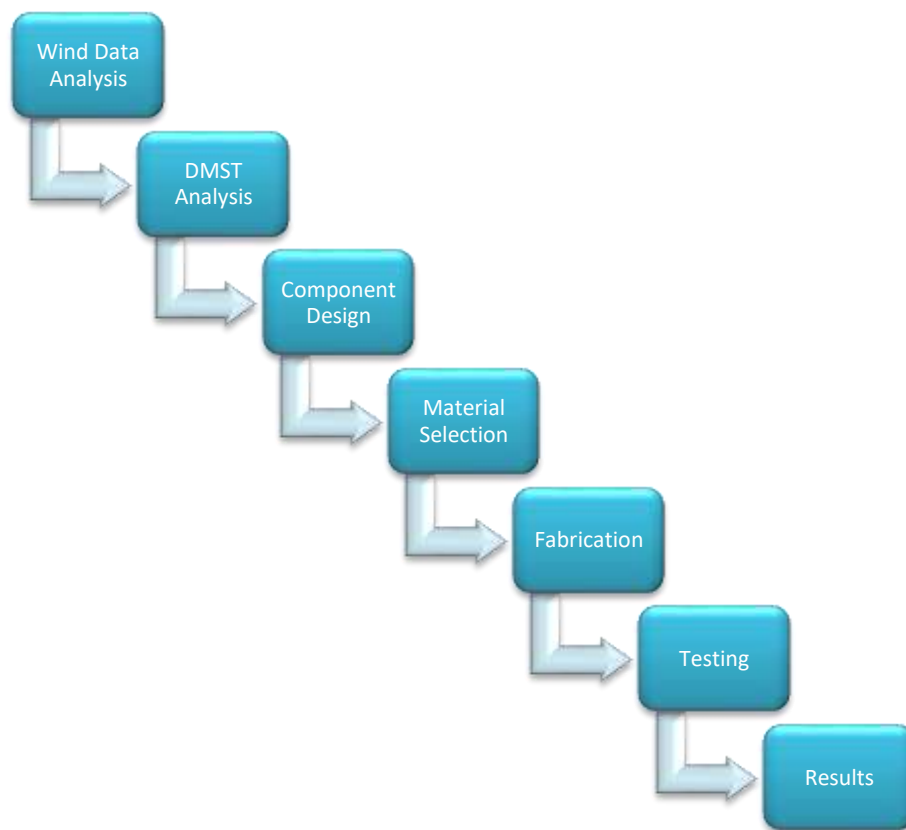 Wind Data
Analysis
DMST
Analysis
Component
Design
Material
Selection
Fabrication
Testing
Results